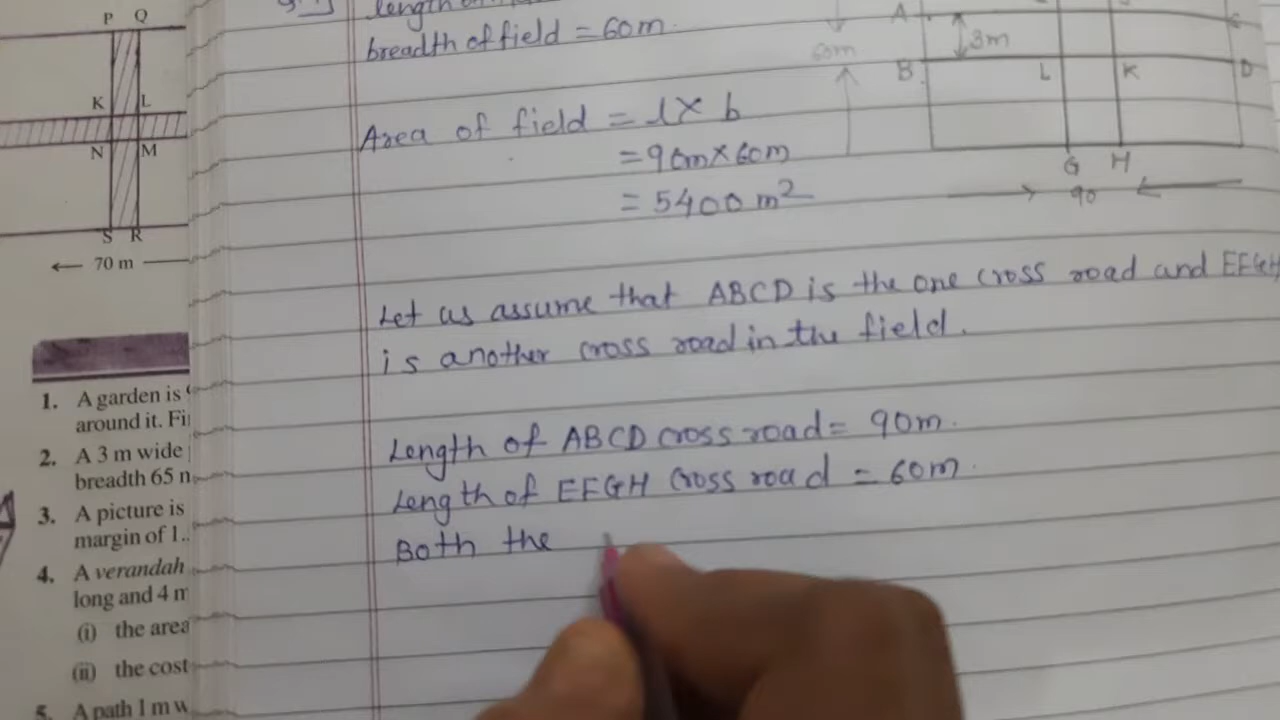 P Q
K L
N M
S R
← 70 m
1. A garden is
around it.
2. A 3 m wide
breadth 65
3. A picture is
margin of 1..
4. A verandah
long and 4
(i) the area
(ii) the cost
5. A path 1 m
length
breadth of field = 60m.
Area of field = l × b
= 90m × 60m
= 5400 m²
Let us assume that ABCD is the one cross road and EFGH
is another cross road in the field.
Length of ABCD cross road = 90m.
Length of EFGH cross road = 60m.
Both the
A
60m
3m
B L K D
G H
90